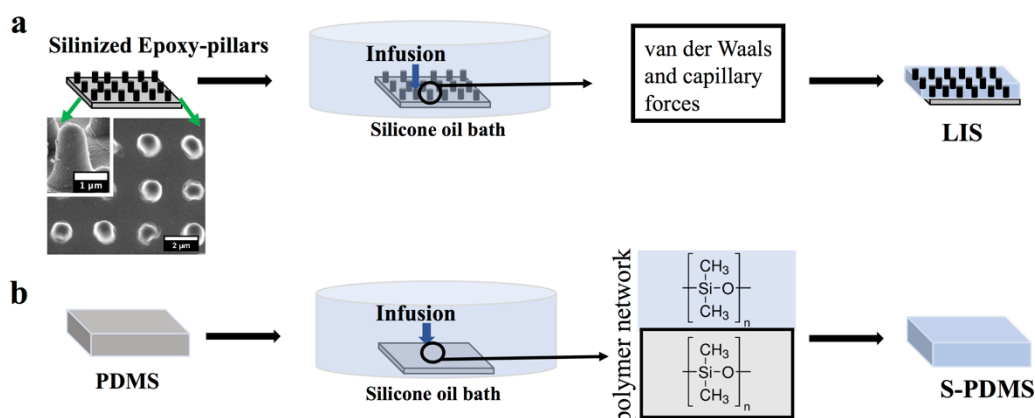 a
Silinized Epoxy-pillars
Infusion
Silicone oil bath
van der Waals
and capillary
forces
LIS
1 μm
2 μm
b
PDMS
Infusion
Silicone oil bath
polymer network
CH3
Si-O
CH3
n
CH3
Si-O
CH3
n
S-PDMS